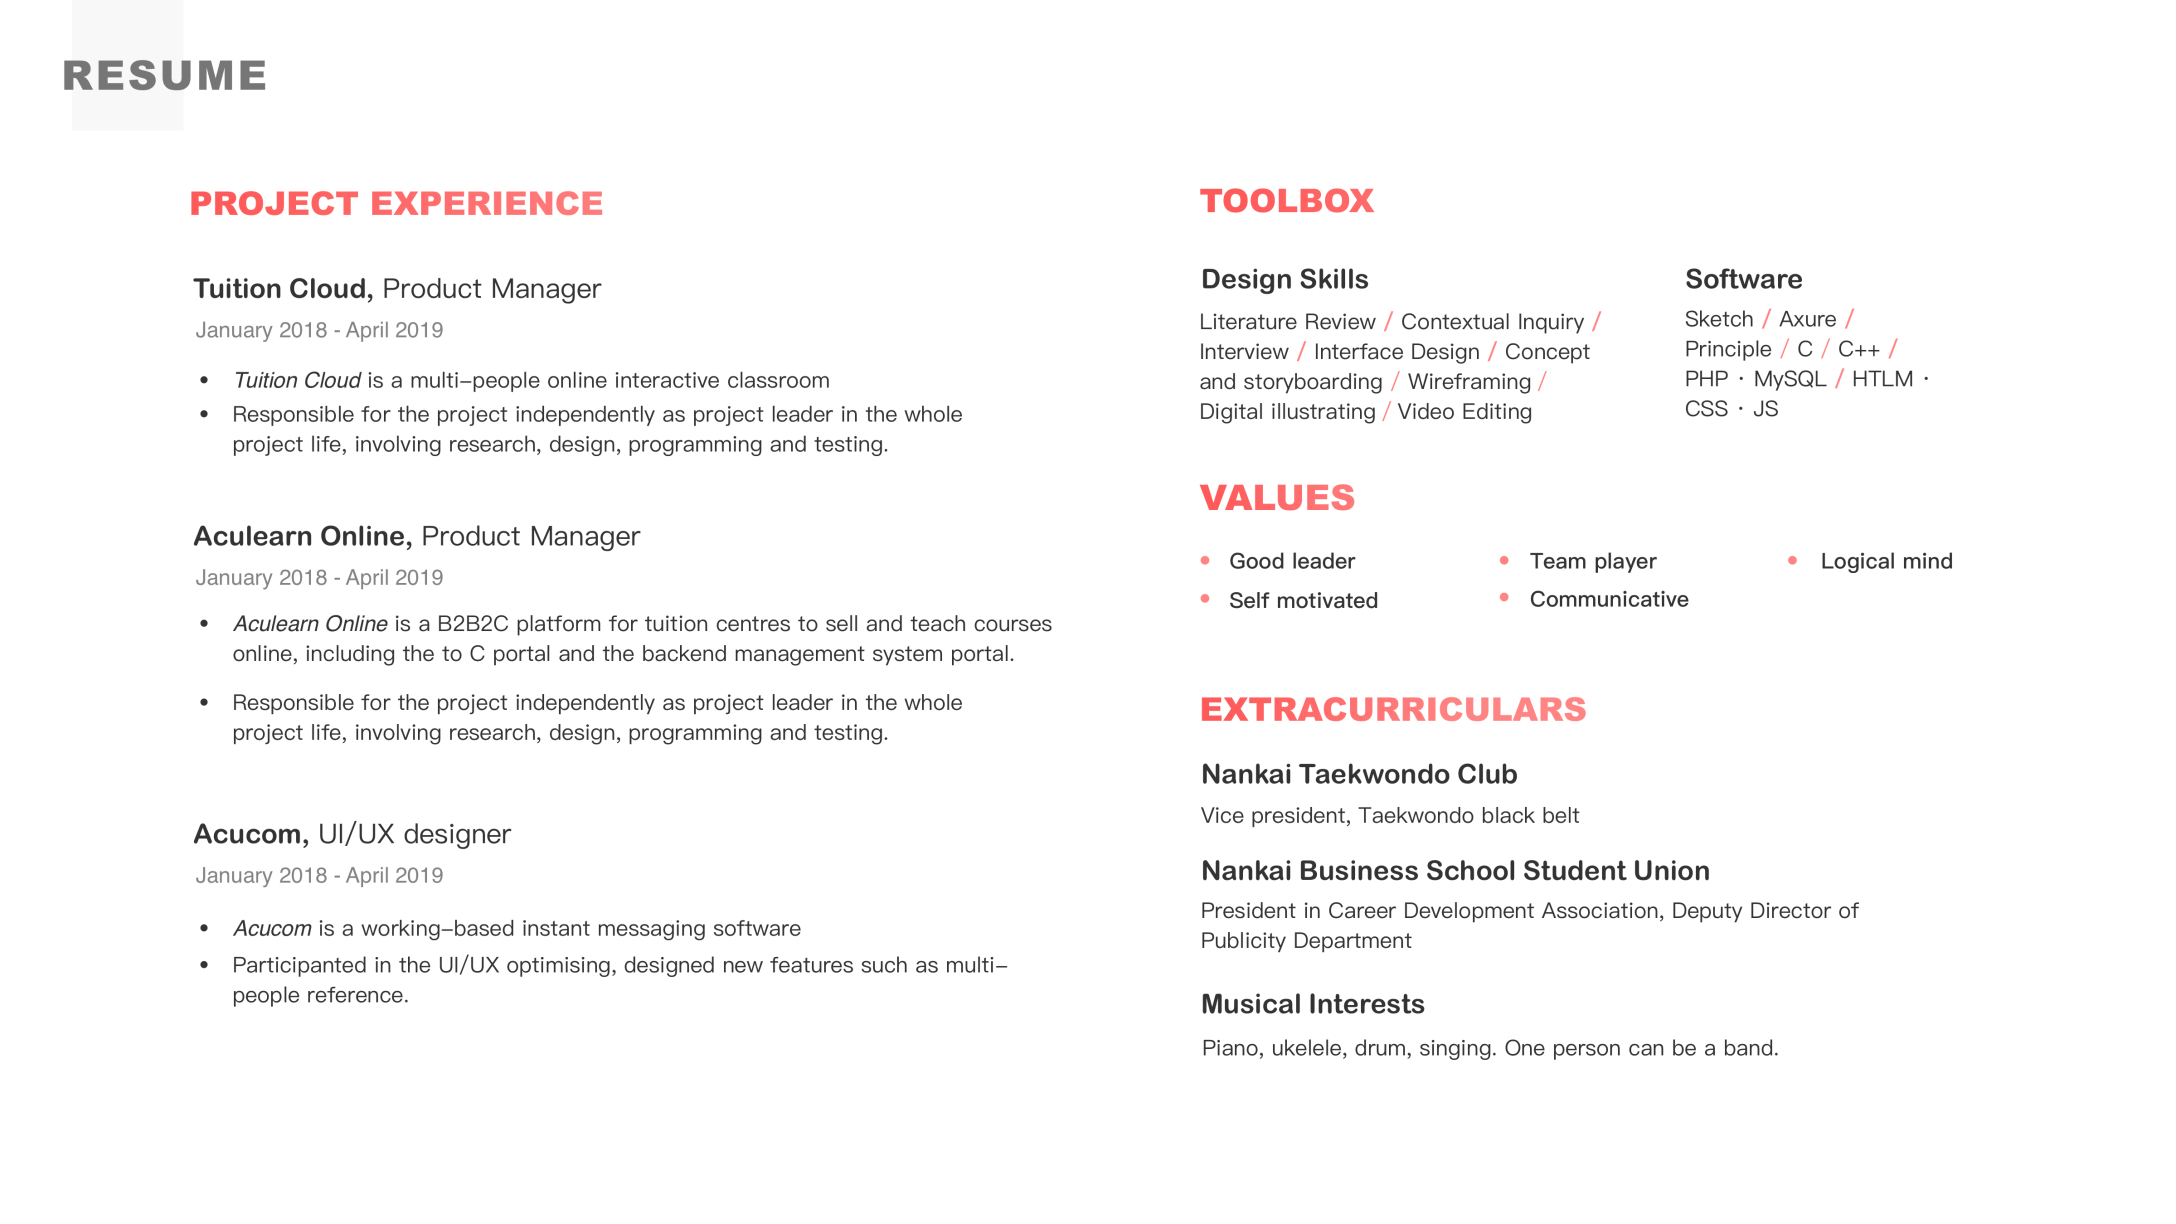 RESUME
PROJECT EXPERIENCE
Tuition Cloud, Product Manager
January 2018 - April 2019
• Tuition Cloud is a multi-people online interactive classroom
• Responsible for the project independently as project leader in the whole
project life, involving research, design, programming and testing.
Aculearn Online, Product Manager
January 2018 - April 2019
• Aculearn Online is a B2B2C platform for tuition centres to sell and teach courses
online, including the to C portal and the backend management system portal.
• Responsible for the project independently as project leader in the whole
project life, involving research, design, programming and testing.
Acucom, UI/UX designer
January 2018 - April 2019
• Acucom is a working-based instant messaging software
• Participanted in the UI/UX optimising, designed new features such as multi-
people reference.
TOOLBOX
Design Skills
Literature Review / Contextual Inquiry /
Interview / Interface Design / Concept
and storyboarding / Wireframing /
Digital illustrating / Video Editing
Software
Sketch / Axure /
Principle / C / C++ /
PHP · MySQL / HTLM ·
CSS · JS
VALUES
• Good leader
• Team player
• Logical mind
• Self motivated
• Communicative
EXTRACURRICULARS
Nankai Taekwondo Club
Vice president, Taekwondo black belt
Nankai Business School Student Union
President in Career Development Association, Deputy Director of
Publicity Department
Musical Interests
Piano, ukelele, drum, singing. One person can be a band.